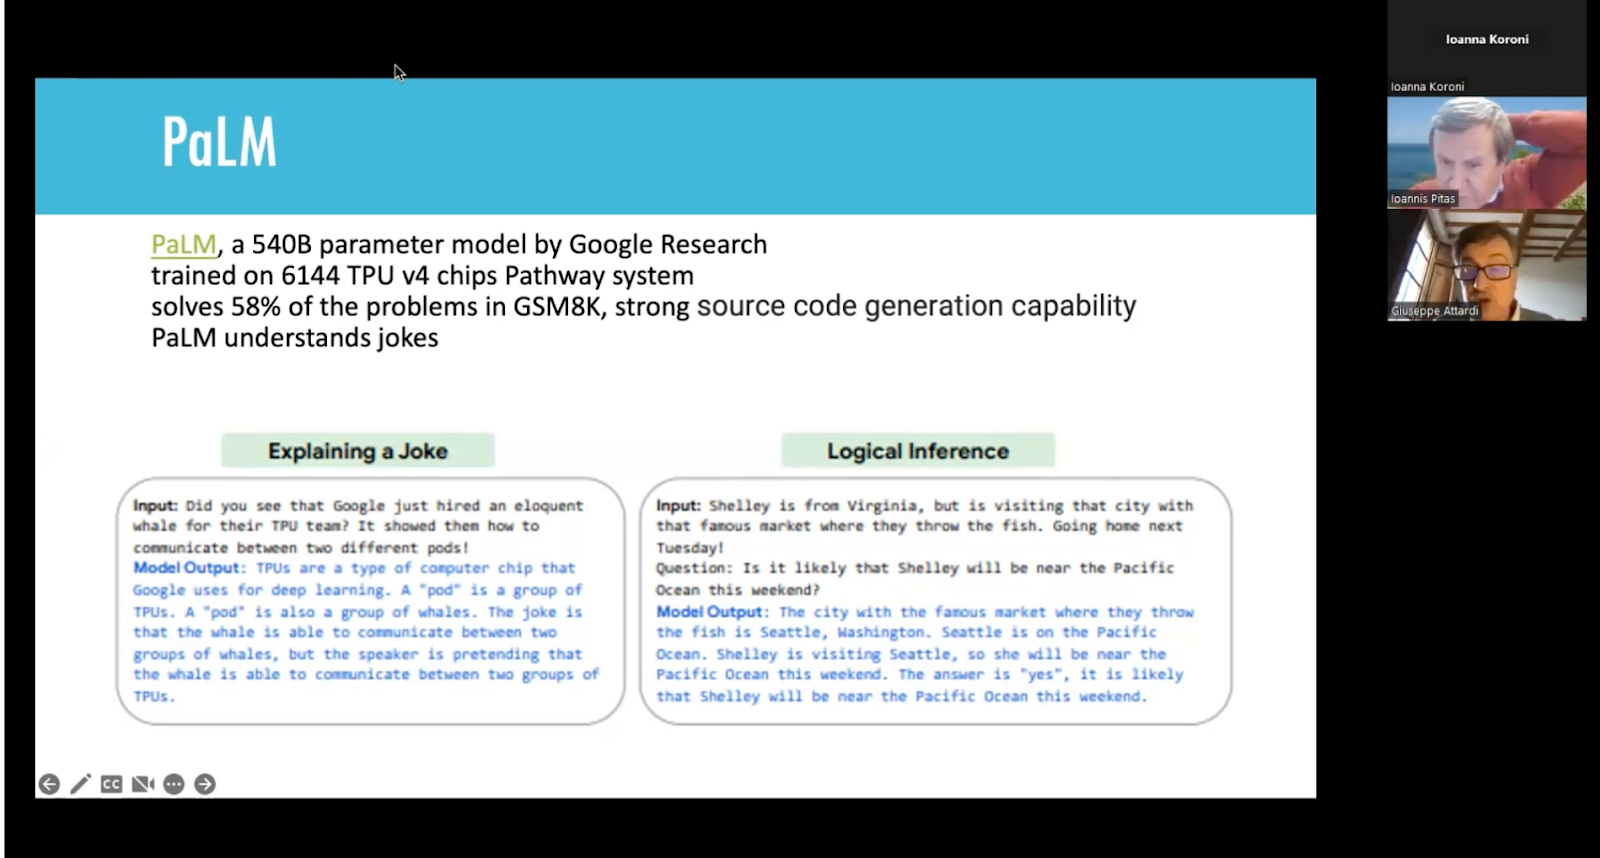 PaLM
PaLM, a 540B parameter model by Google Research
trained on 6144 TPU v4 chips Pathway system
solves 58% of the problems in GSM8K, strong source code generation capability
PaLM understands jokes
Explaining a Joke
Input: Did you see that Google just hired an eloquent
whale for their TPU team? It showed them how to
communicate between two different pods!
Model Output: TPUs are a type of computer chip that
Google uses for deep learning. A "pod" is a group of
TPUs. A "pod" is also a group of whales. The joke is
that the whale is able to communicate between two
groups of whales, but the speaker is pretending that
the whale is able to communicate between two groups of
TPUs.
Logical Inference
Input: Shelley is from Virginia, but is visiting that city with
that famous market where they throw the fish. Going home next
Tuesday!
Question: Is it likely that Shelley will be near the Pacific
Ocean this weekend?
Model Output: The city with the famous market where they throw
the fish is Seattle, Washington. Seattle is on the Pacific
Ocean. Shelley is visiting Seattle, so she will be near the
Pacific Ocean this weekend. The answer is "yes", it is likely
that Shelley will be near the Pacific Ocean this weekend.
CC
Ioanna Koroni
Ioanna Koroni
Ioannis Pitas
Giuseppe Attardi